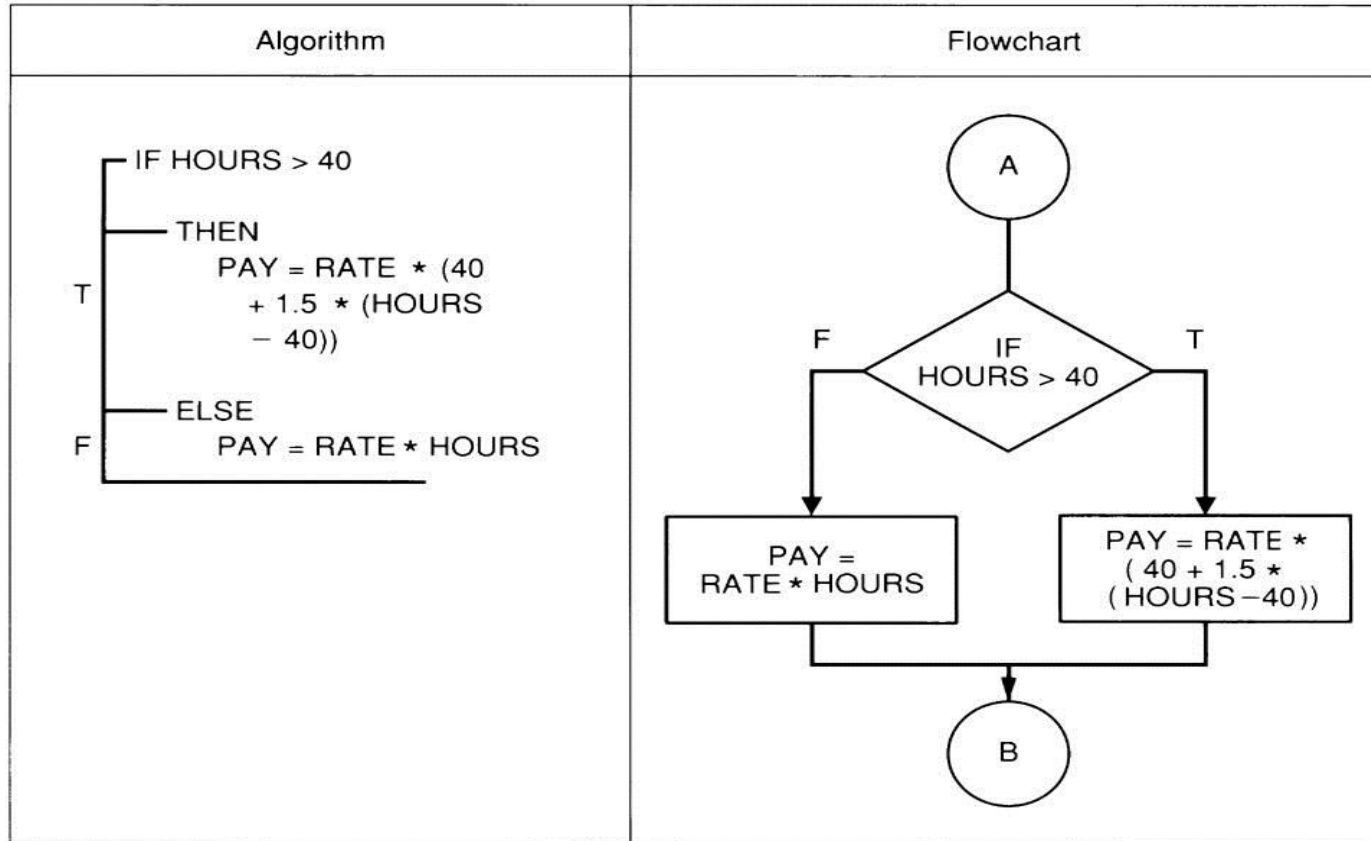 Algorithm
IF HOURS > 40
THEN
PAY = RATE * (40
+ 1.5 * (HOURS
− 40))
T
ELSE
F
PAY = RATE * HOURS
Flowchart
A
F
T
IF
HOURS > 40
PAY =
RATE * HOURS
PAY = RATE *
( 40 + 1.5 *
( HOURS −40))
B